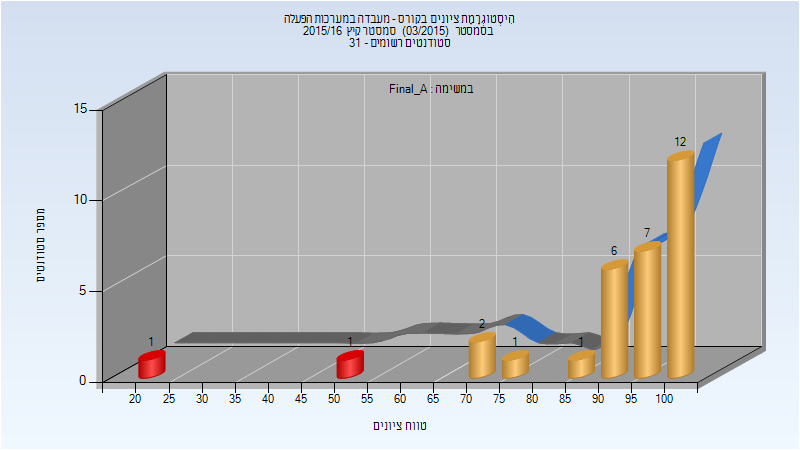 היסטוגרמת ציונים בקורס - מעבדה במערכות הפעלה
בסמסטר (03/2015) סמסטר קיץ 2015/16
סטודנטים רשומים - 31
במשימה : Final_A
מספר סטודנטים
15
10
5
0
1
1
2
1
1
6
7
12
20 25 30 35 40 45 50 55 60 65 70 75 80 85 90 95 100
טווח ציונים